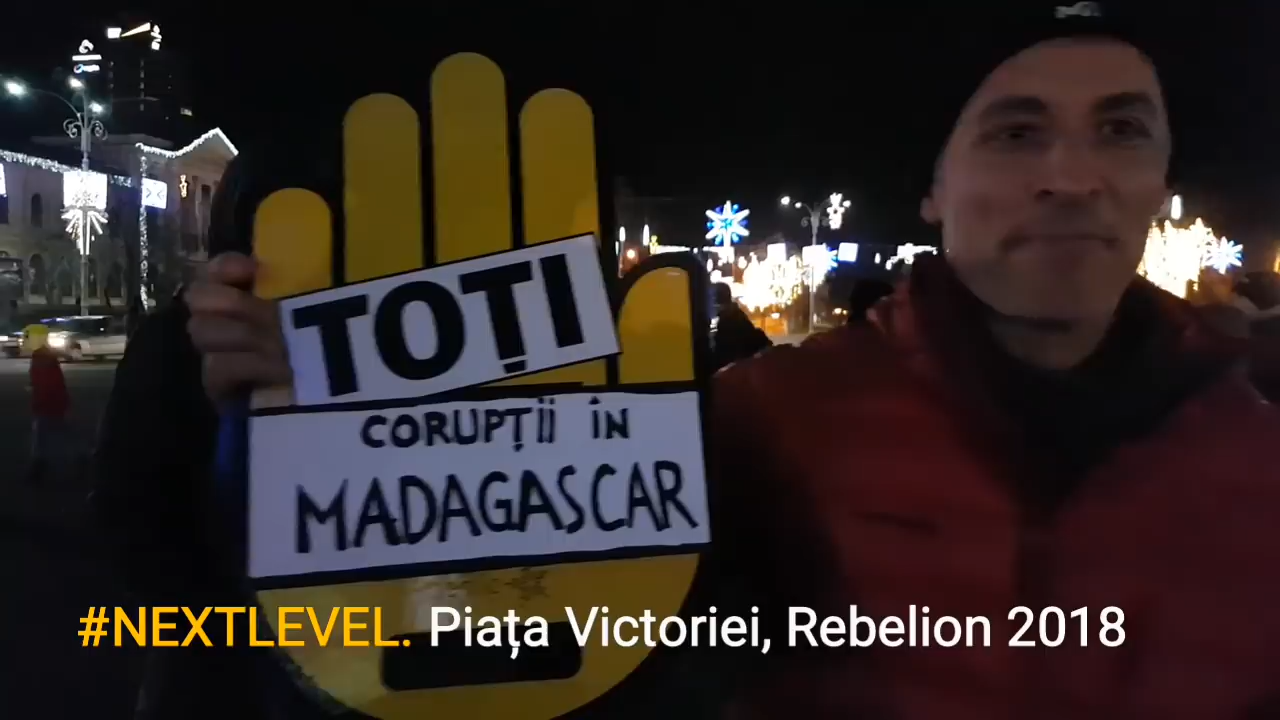 TOȚI
CORUPȚII ÎN
MADAGASCAR
#NEXTLEVEL. Piața Victoriei, Rebelion 2018